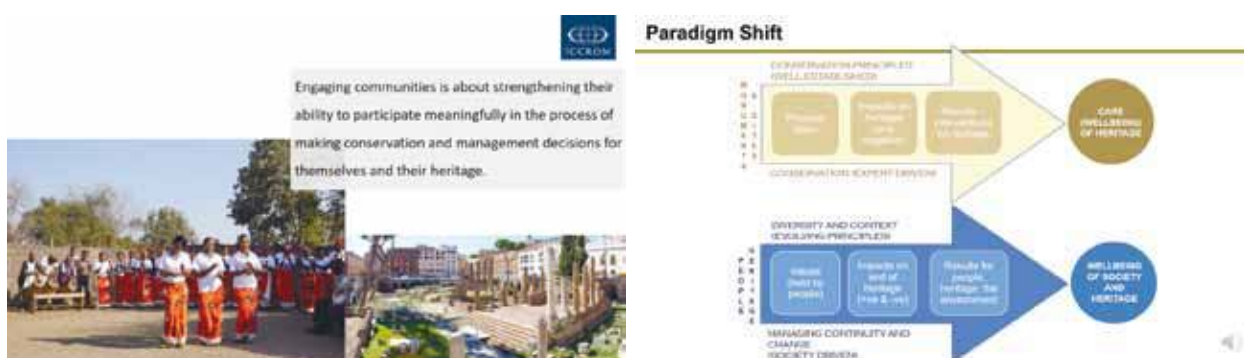 ICCROM
Engaging communities is about strengthening their
ability to participate meaningfully in the process of
making conservation and management decisions for
themselves and their heritage.
Paradigm Shift
CONSERVATION PRINCIPLES
(WELL ESTABLISHED)
CARE
(WELLBEING
OF HERITAGE)
CONSERVATION (EXPERT DRIVEN)
DIVERSITY AND CONTEXT
(EVOLVING PRINCIPLES)
PEOPLE
HERITAGE
Values
(held by
people)
Impacts on
and of
heritage
(+ve & -ve)
Results for
people,
heritage, the
environment
WELLBEING
OF SOCIETY
AND
HERITAGE
MANAGING CONTINUITY AND
CHANGE
(SOCIETY DRIVEN)